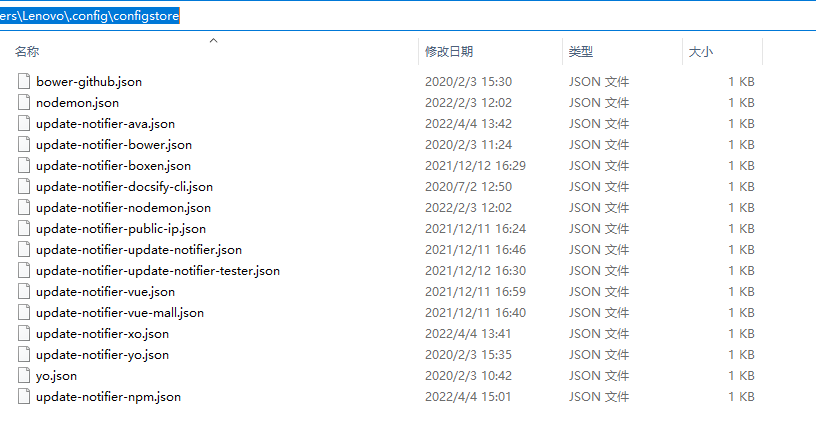 ers\Lenovo\.config\configstore
名称 修改日期 类型 大小
bower-github.json 2020/2/3 15:30 JSON 文件 1 KB
nodemon.json 2022/2/3 12:02 JSON 文件 1 KB
update-notifier-ava.json 2022/4/4 13:42 JSON 文件 1 KB
update-notifier-bower.json 2020/2/3 11:24 JSON 文件 1 KB
update-notifier-boxen.json 2021/12/12 16:29 JSON 文件 1 KB
update-notifier-docsify-cli.json 2020/7/2 12:50 JSON 文件 1 KB
update-notifier-nodemon.json 2022/2/3 12:02 JSON 文件 1 KB
update-notifier-public-ip.json 2021/12/11 16:24 JSON 文件 1 KB
update-notifier-update-notifier.json 2021/12/11 16:46 JSON 文件 1 KB
update-notifier-update-notifier-tester.json 2021/12/12 16:30 JSON 文件 1 KB
update-notifier-vue.json 2021/12/11 16:59 JSON 文件 1 KB
update-notifier-vue-mall.json 2021/12/11 16:40 JSON 文件 1 KB
update-notifier-xo.json 2022/4/4 13:41 JSON 文件 1 KB
update-notifier-yo.json 2020/2/3 15:35 JSON 文件 1 KB
yo.json 2020/2/3 10:42 JSON 文件 1 KB
update-notifier-npm.json 2022/4/4 15:01 JSON 文件 1 KB